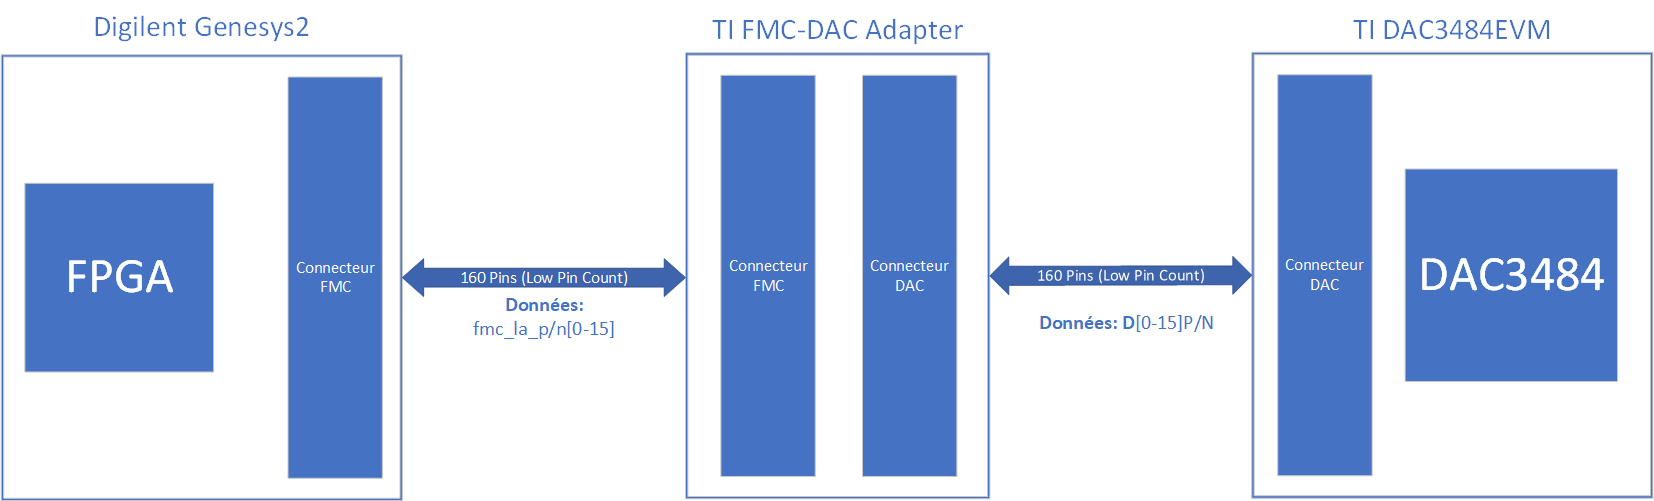 Digilent Genesys2
TI FMC-DAC Adapter
TI DAC3484EVM
FPGA
Connecteur
FMC
160 Pins (Low Pin Count)
Données:
fmc_la_p/n[0-15]
Connecteur
FMC
Connecteur
DAC
160 Pins (Low Pin Count)
Données: D[0-15]P/N
Connecteur
DAC
DAC3484